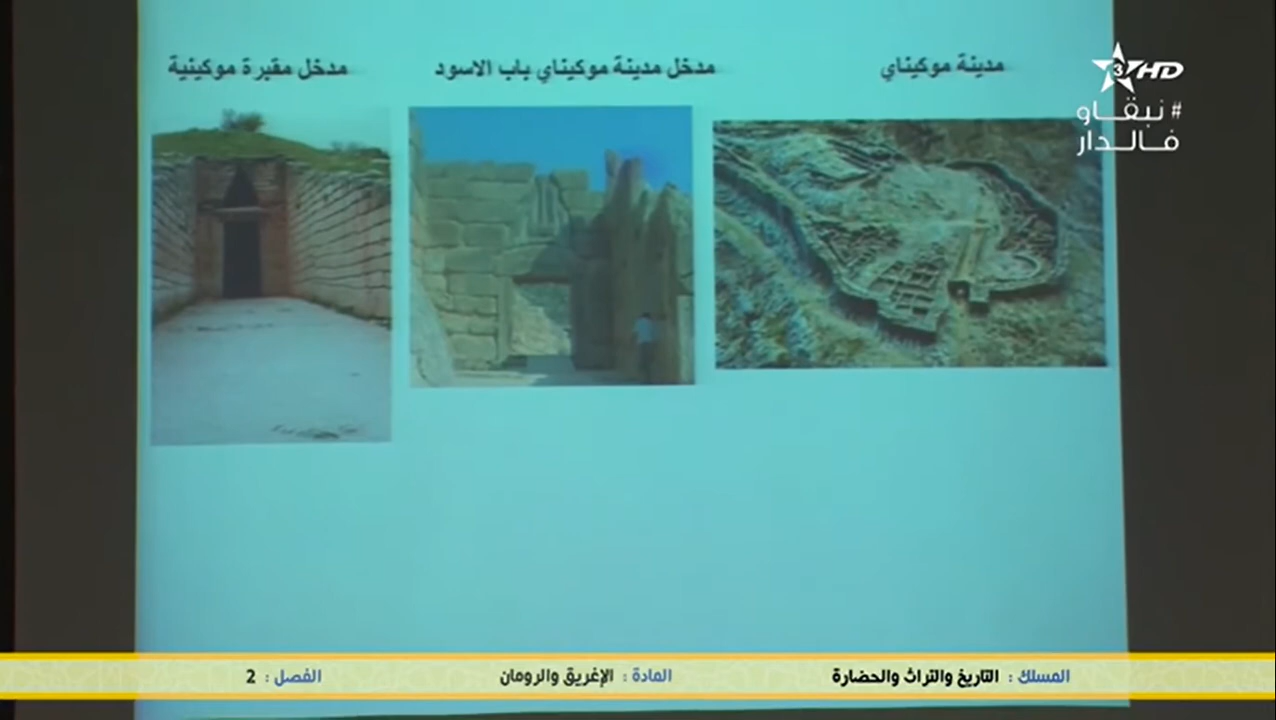 مدينة موكيناي
مدخل مدينة موكيناي باب الاسود
مدخل مقبرة موكينية
3 HD
# نبقاو
فالدار
المسلك : التاريخ والتراث والحضارة
المادة : الإغريق والرومان
الفصل : 2